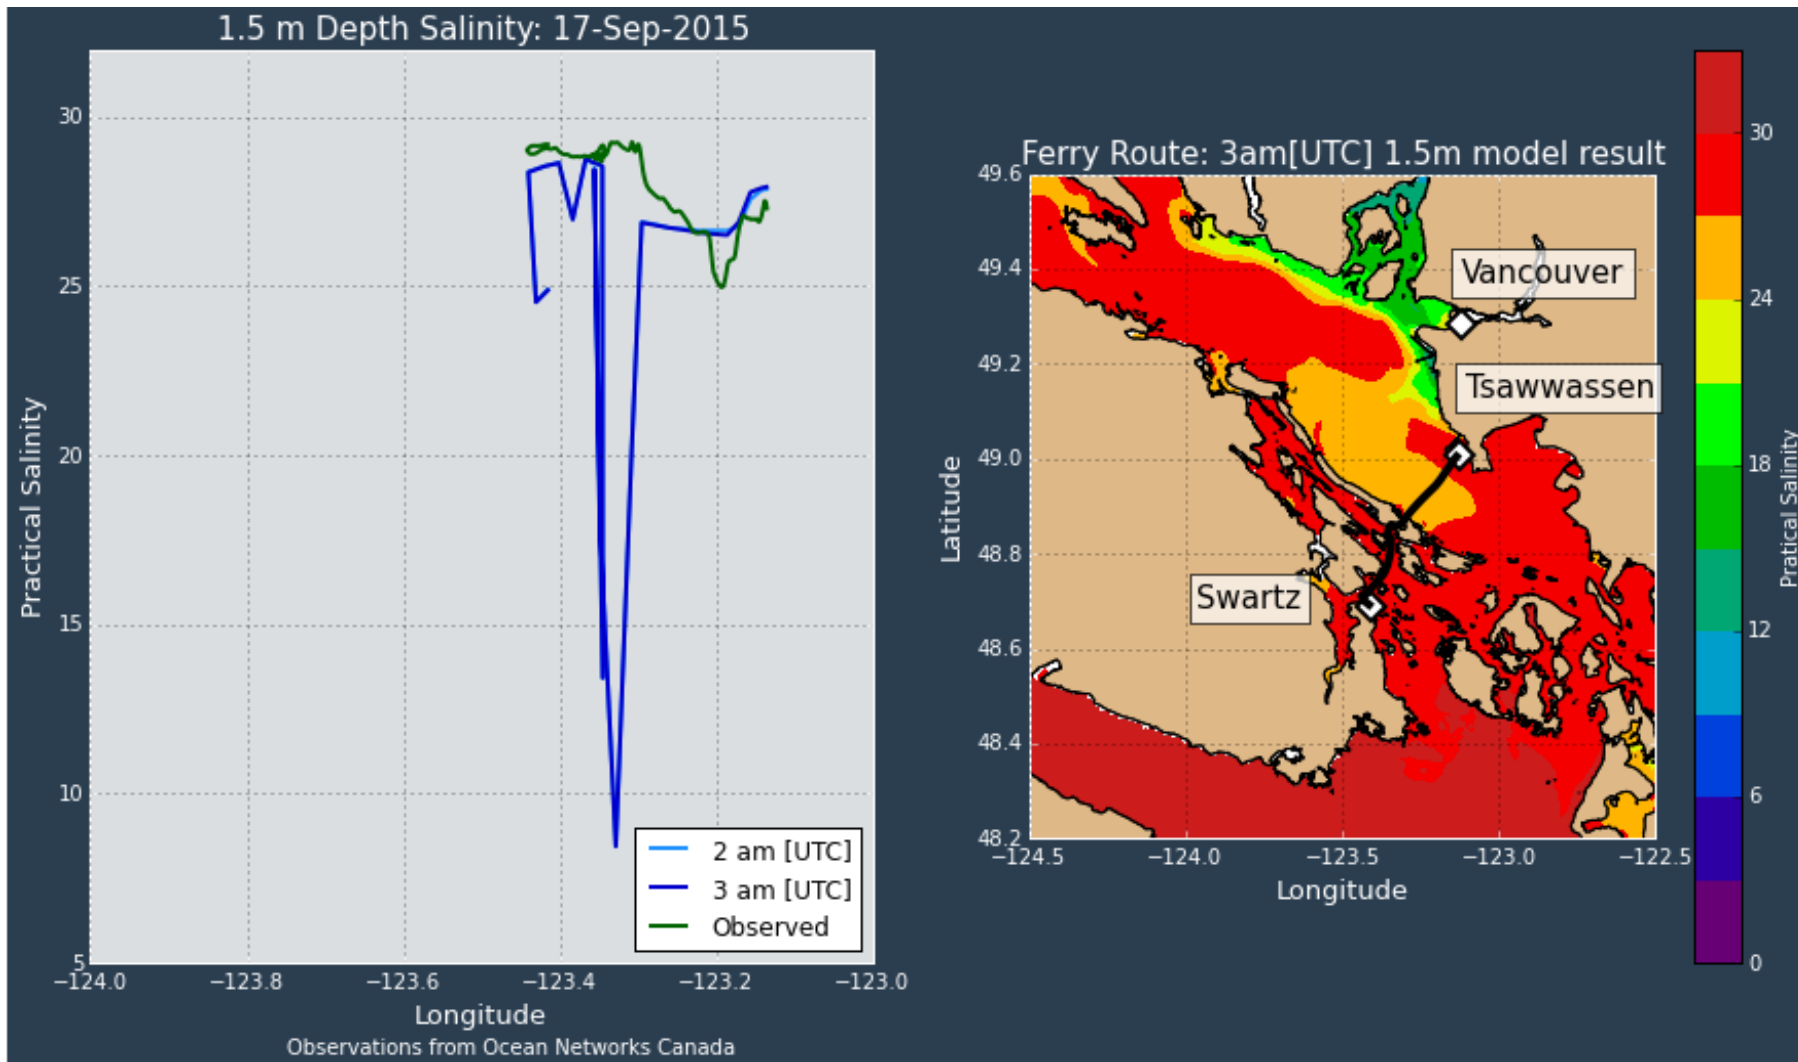 1.5 m Depth Salinity: 17-Sep-2015
30
25
20
15
10
5
Practical Salinity
−124.0 −123.8 −123.6 −123.4 −123.2 −123.0
Longitude
Observations from Ocean Networks Canada
2 am [UTC]
3 am [UTC]
Observed
Ferry Route: 3am[UTC] 1.5m model result
49.6
49.4
49.2
49.0
48.8
48.6
48.4
48.2
Latitude
Vancouver
Tsawwassen
Swartz
−124.5 −124.0 −123.5 −123.0 −122.5
Longitude
30
24
18
12
6
0
Pratical Salinity